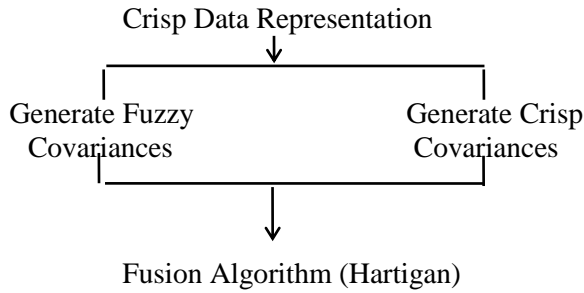 Crisp Data Representation
Generate Fuzzy
Covariances
Generate Crisp
Covariances
Fusion Algorithm (Hartigan)